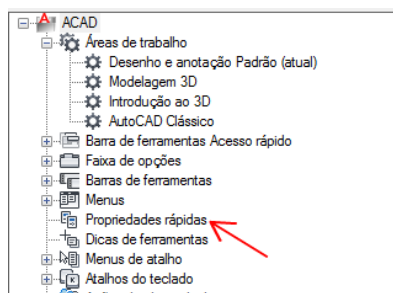 ACAD
Áreas de trabalho
Desenho e anotação Padrão (atual)
Modelagem 3D
Introdução ao 3D
AutoCAD Clássico
Barra de ferramentas Acesso rápido
Faixa de opções
Barras de ferramentas
Menus
Propriedades rápidas
Dicas de ferramentas
Menus de atalho
Atalhos do teclado